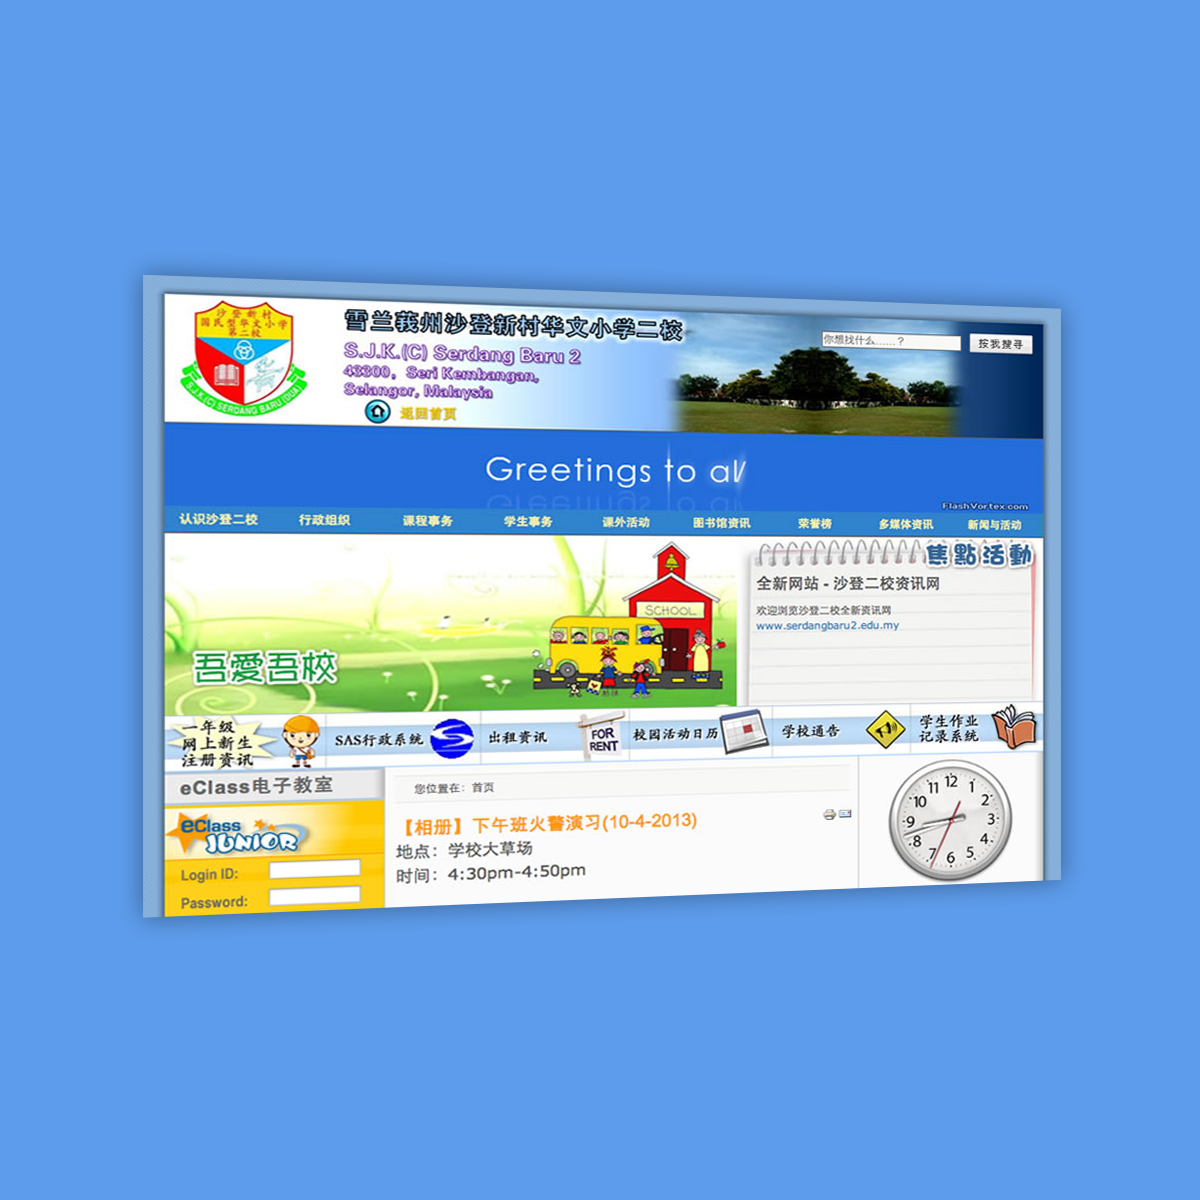 沙登新村
国民型华文小学
第二校
S.J.K.(C) SERDANG BARU (DUA)
雪兰莪州沙登新村华文小学二校
S.J.K.(C) Serdang Baru 2
43300, Seri Kembangan,
Selangor, Malaysia
返回首页
你想找什么......？
按我搜寻
Greetings to al
FlashVortex.com
认识沙登二校 行政组织 课程事务 学生事务 课外活动 图书馆资讯 荣誉榜 多媒体资讯 新闻与活动
吾愛吾校
SCHOOL
焦點活動
全新网站 - 沙登二校资讯网
欢迎浏览沙登二校全新资讯网
www.serdangbaru2.edu.my
一年级
网上新生
注册资讯
SAS行政系统
出租资讯
FOR
RENT
校园活动日历
学校通告
学生作业
记录系统
eClass电子教室
eClass
JUNIOR
Login ID:
Password:
您位置在：首页
【相册】下午班火警演习(10-4-2013)
地点：学校大草场
时间：4:30pm-4:50pm
12 1 2 3 4 5 6 7 8 9 10 11